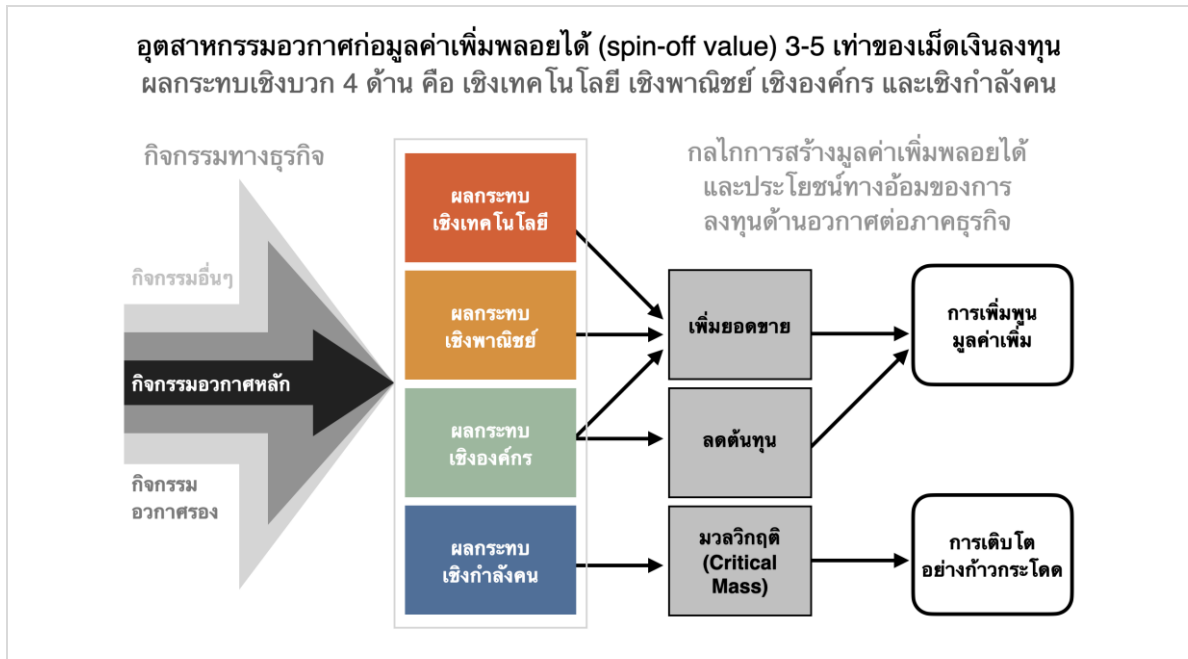 อุตสาหกรรมอวกาศก่อมูลค่าเพิ่มพลอยได้ (spin-off value) 3-5 เท่าของเม็ดเงินลงทุน
ผลกระทบเชิงบวก 4 ด้าน คือ เชิงเทคโนโลยี เชิงพาณิชย์ เชิงองค์กร และเชิงกำลังคน
กิจกรรมทางธุรกิจ
กิจกรรมอื่นๆ
กิจกรรมอวกาศหลัก
กิจกรรม
อวกาศรอง
ผลกระทบ
เชิงเทคโนโลยี
ผลกระทบ
เชิงพาณิชย์
ผลกระทบ
เชิงองค์กร
ผลกระทบ
เชิงกำลังคน
กลไกการสร้างมูลค่าเพิ่มพลอยได้
และประโยชน์ทางอ้อมของการ
ลงทุนด้านอวกาศต่อภาคธุรกิจ
เพิ่มยอดขาย
ลดต้นทุน
มวลวิกฤติ
(Critical
Mass)
การเพิ่มพูน
มูลค่าเพิ่ม
การเติบโต
อย่างก้าวกระโดด